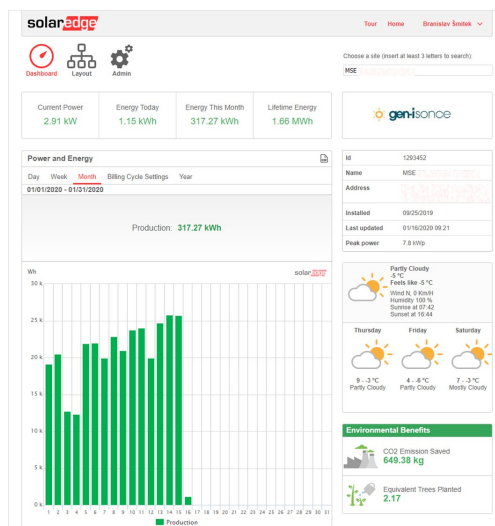 solaredge
Tour Home Branislav Šmitek
Dashboard Layout Admin
Choose a site (insert at least 3 letters to search):
MSE
Current Power Energy Today Energy This Month Lifetime Energy
2.91 kW 1.15 kWh 317.27 kWh 1.66 MWh
gen-i sonce
Power and Energy
Day Week Month Billing Cycle Settings Year
01/01/2020 - 01/31/2020
Production: 317.27 kWh
Id 1293452
Name MSE
Address
Installed 09/25/2019
Last updated 01/16/2020 09:21
Peak power 7.8 kWp
Wh
solaredge
30 k
25 k
20 k
15 k
10 k
5 k
0 k
1 2 3 4 5 6 7 8 9 10 11 12 13 14 15 16 17 18 19 20 21 22 23 24 25 26 27 28 29 30 31
Production
Partly Cloudy
-5 °C
Feels like -5 °C
Wind N, 0 Km/H
Humidity 100 %
Sunrise at 07:42
Sunset at 16:44
Thursday Friday Saturday
9 - -3 °C 4 - -6 °C 7 - -3 °C
Partly Cloudy Partly Cloudy Mostly Cloudy
Environmental Benefits
CO2 Emission Saved
649.38 kg
Equivalent Trees Planted
2.17